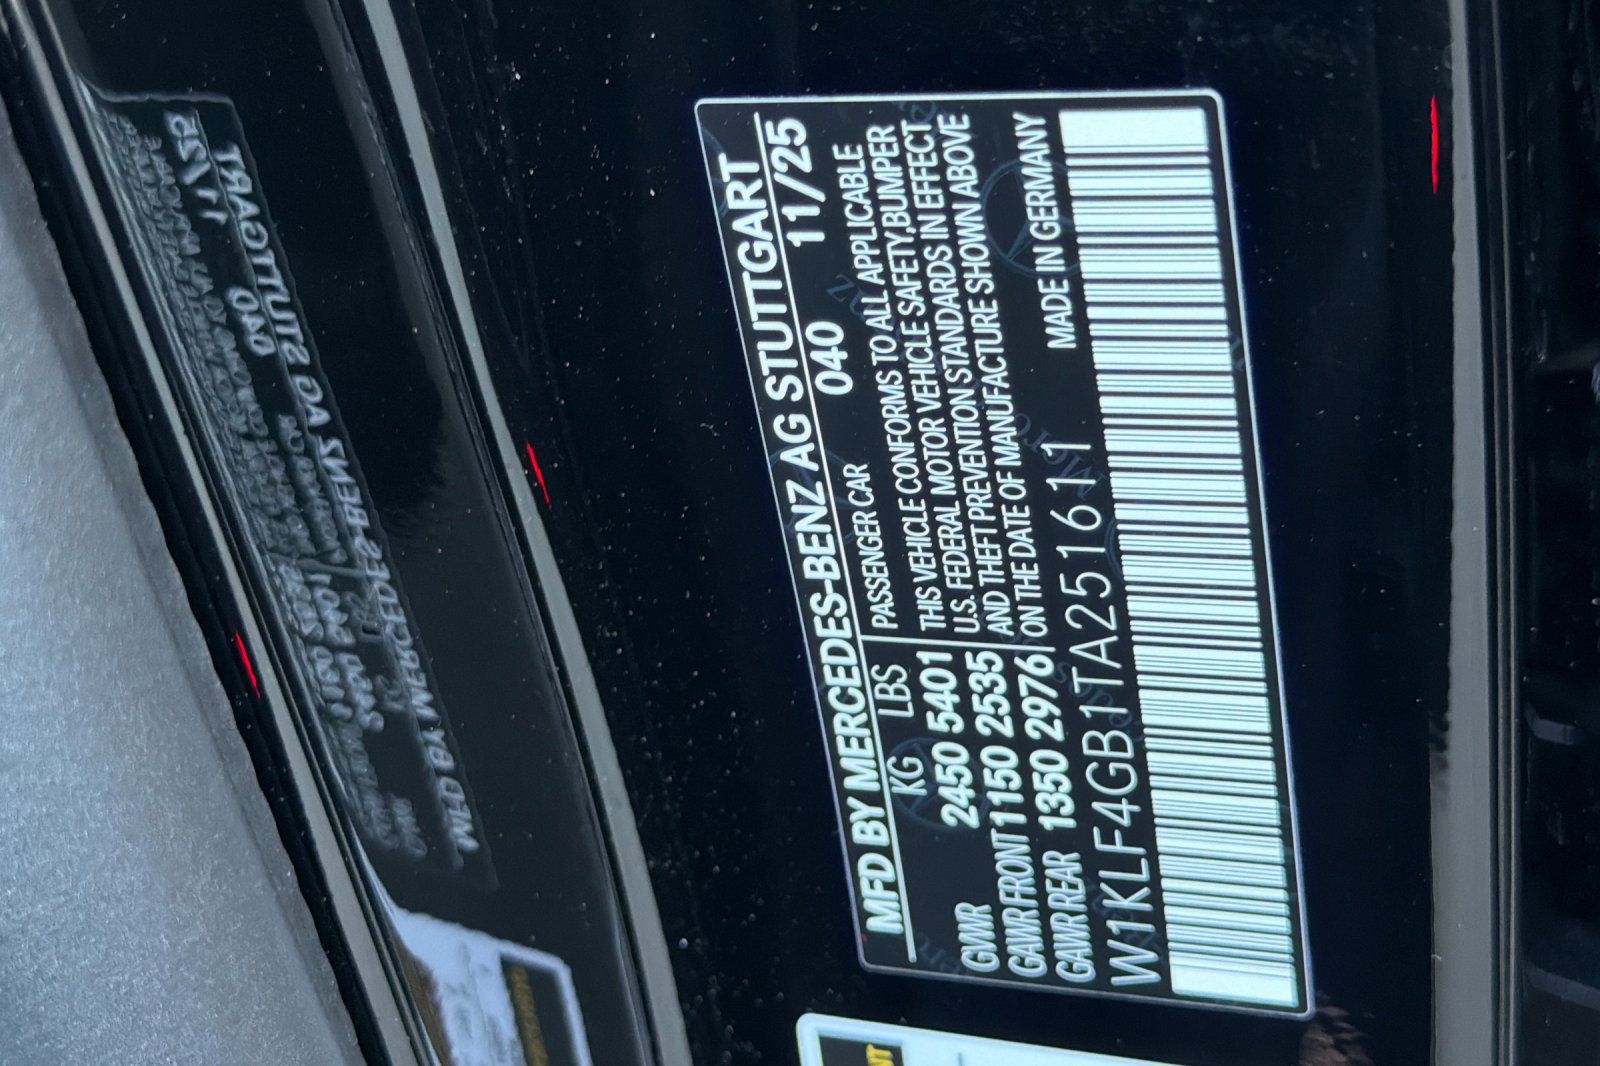 MFD BY MERCEDES-BENZ AG STUTTGART
040 11/25
KG LBS
GVWR 2450 5401
GAWR FRONT 1150 2535
GAWR REAR 1350 2976
PASSENGER CAR
THIS VEHICLE CONFORMS TO ALL APPLICABLE
U.S. FEDERAL MOTOR VEHICLE SAFETY,BUMPER
AND THEFT PREVENTION STANDARDS IN EFFECT
ON THE DATE OF MANUFACTURE SHOWN ABOVE
MADE IN GERMANY
W1KLF4GB1TA251611